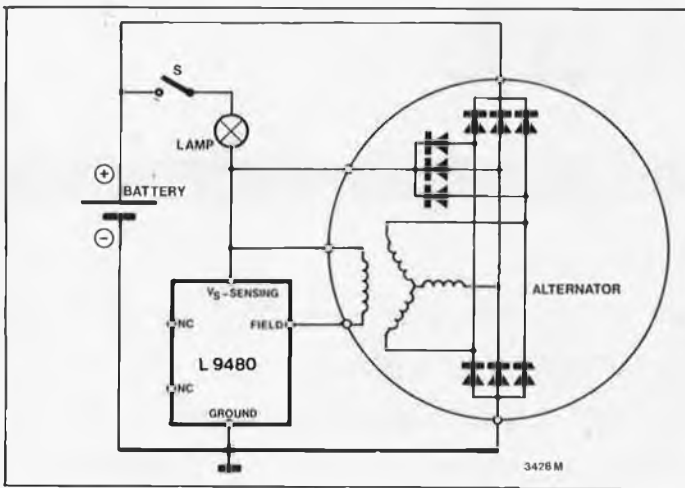 S
LAMP
+
BATTERY
−
VS-SENSING
NC
FIELD
L 9480
NC
GROUND
ALTERNATOR
3426 M